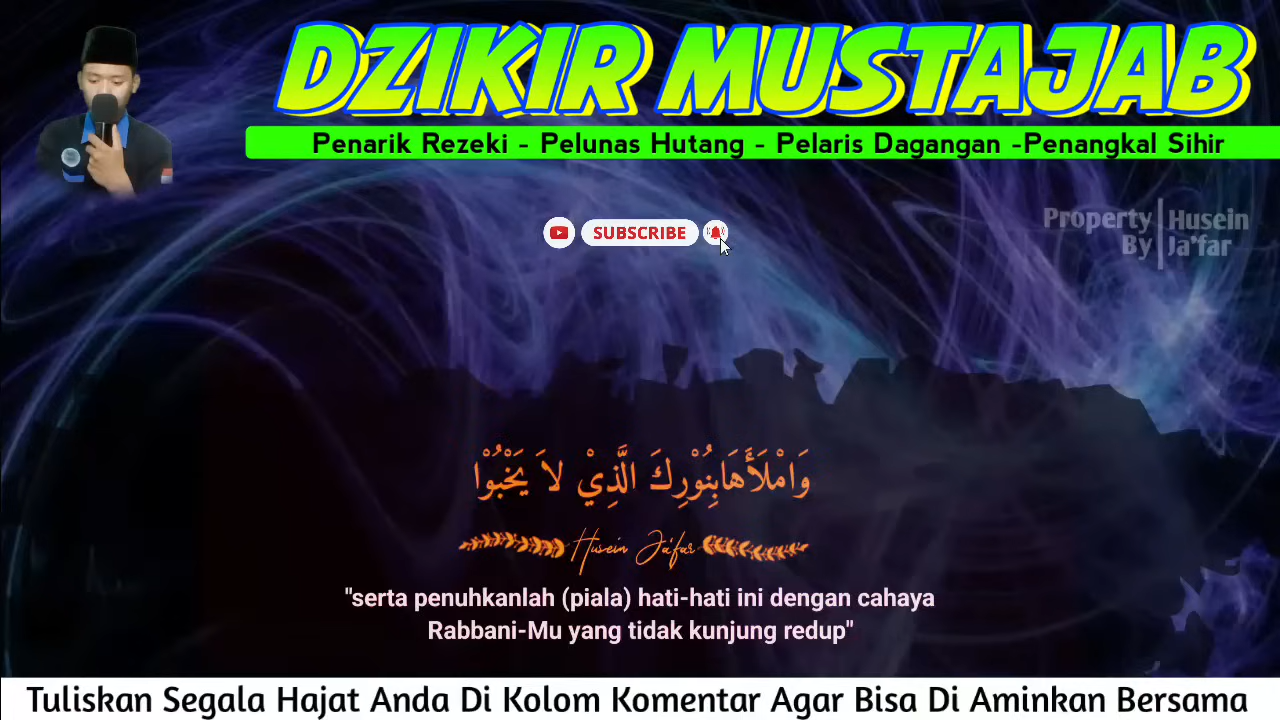 DZIKIR MUSTAJAB
Penarik Rezeki - Pelunas Hutang - Pelaris Dagangan -Penangkal Sihir
SUBSCRIBE
Property By
Husein Ja'far
وَامْلَأَهَابِنُوْرِكَ الَّذِيْ لاَ يَخْبُوْا
Husein Ja'far
"serta penuhkanlah (piala) hati-hati ini dengan cahaya
Rabbani-Mu yang tidak kunjung redup"
Tuliskan Segala Hajat Anda Di Kolom Komentar Agar Bisa Di Aminkan Bersama